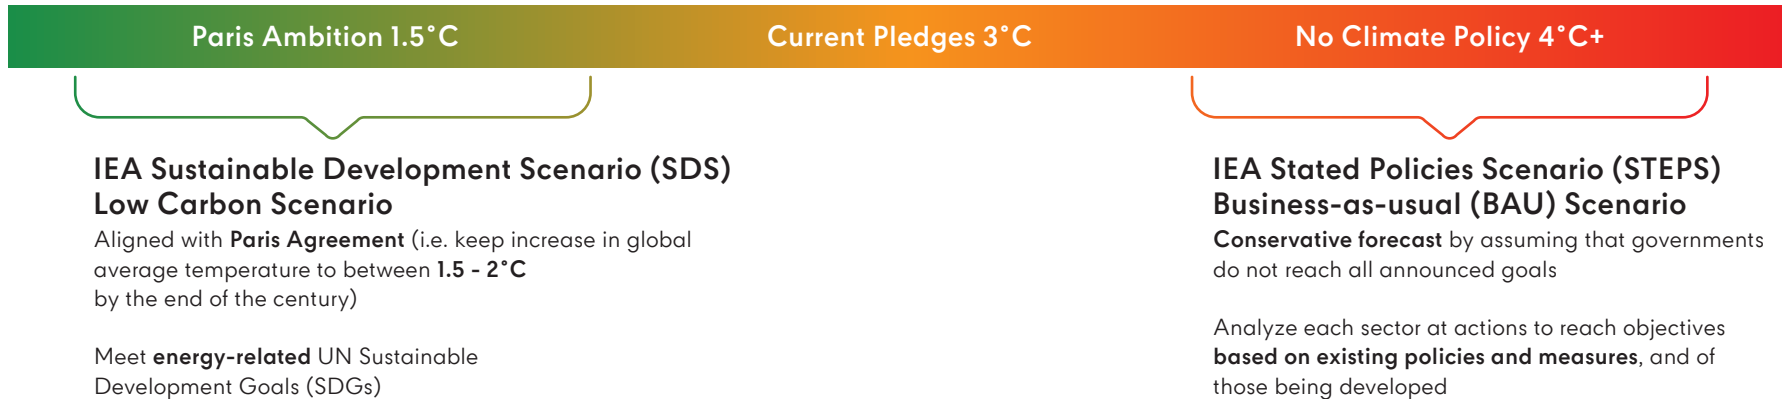 Paris Ambition 1.5°C
Current Pledges 3°C
No Climate Policy 4°C+
IEA Sustainable Development Scenario (SDS)
Low Carbon Scenario
Aligned with Paris Agreement (i.e. keep increase in global
average temperature to between 1.5 - 2°C
by the end of the century)
Meet energy-related UN Sustainable
Development Goals (SDGs)
IEA Stated Policies Scenario (STEPS)
Business-as-usual (BAU) Scenario
Conservative forecast by assuming that governments
do not reach all announced goals
Analyze each sector at actions to reach objectives
based on existing policies and measures, and of
those being developed